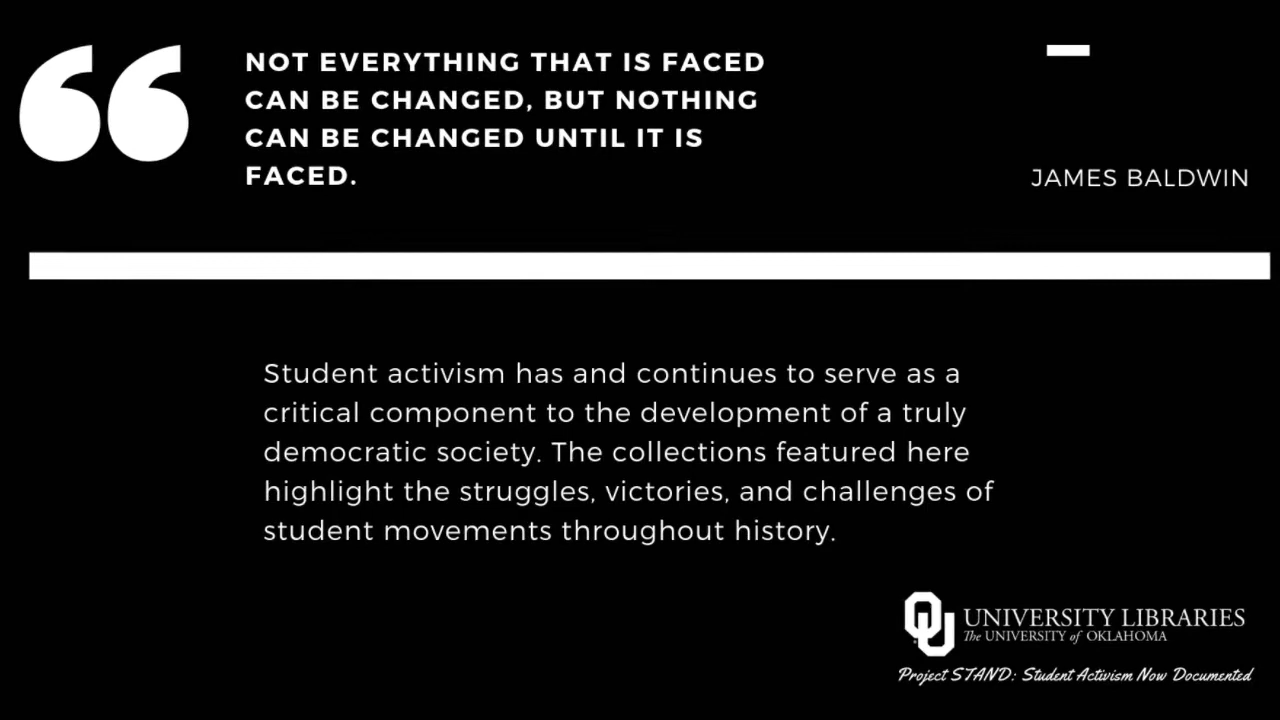 NOT EVERYTHING THAT IS FACED
CAN BE CHANGED, BUT NOTHING
CAN BE CHANGED UNTIL IT IS
FACED.
JAMES BALDWIN
Student activism has and continues to serve as a
critical component to the development of a truly
democratic society. The collections featured here
highlight the struggles, victories, and challenges of
student movements throughout history.
OU UNIVERSITY LIBRARIES
The UNIVERSITY of OKLAHOMA
Project STAND: Student Activism Now Documented